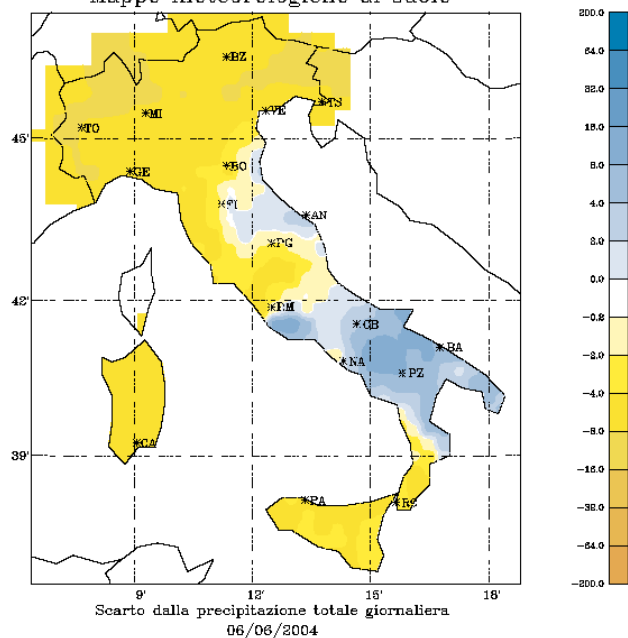 Mappe meteorologiche al suolo
200.0
64.0
32.0
16.0
8.0
4.0
2.0
0.0
-0.2
-2.0
-4.0
-8.0
-16.0
-32.0
-64.0
-200.0
*BZ
*TS
*MI
*VE
*TO
45'
*GE
*BO
*FI
*AN
*PG
42'
*RM
*CB
*BA
*NA
*PZ
39'
*CA
*PA
*RC
9'
12'
15'
18'
Scarto dalla precipitazione totale giornaliera
06/06/2004